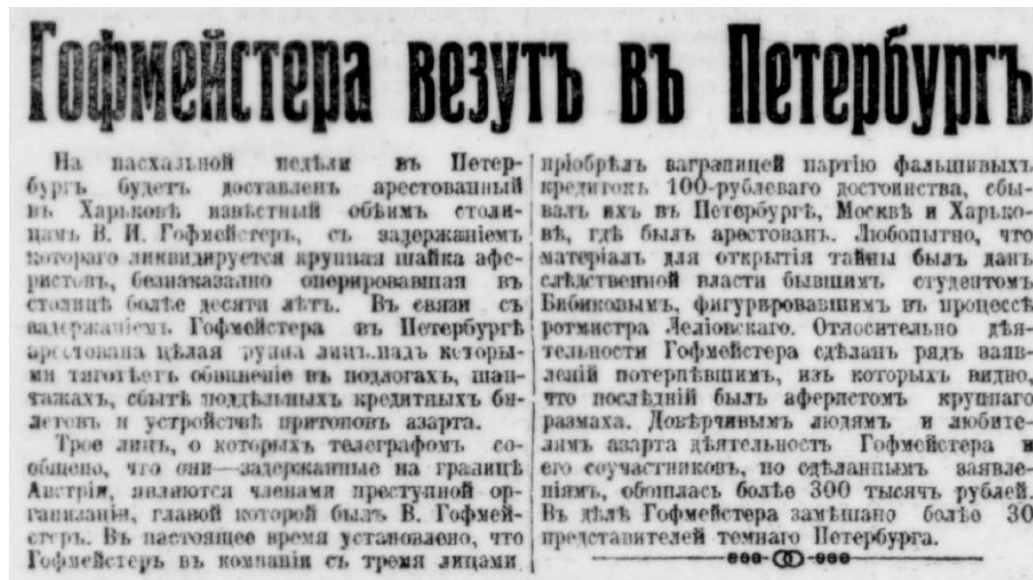 Гофмейстера везутъ въ Петербургъ
На пасхальной недѣли въ Петер-
бургъ будетъ доставленъ арестованный
въ Харьковѣ извѣстный обѣимъ столи-
цамъ В. И. Гофмейстеръ, съ задержаніемъ
котораго ликвидируется крупная шайка афе-
ристовъ, безнаказално оперировавшая въ
столицѣ болѣе десяти лѣтъ. Въ связи съ
задержаніемъ Гофмейстера въ Петербургѣ
арестована цѣлая руппа лицъ надъ которы-
ми тяготѣетъ обвиненіе въ подлогахъ, шан-
тажахъ, сбытѣ поддѣльныхъ кредитныхъ би-
летовъ и устройствѣ притоновъ азарта.
Трое лицъ, о которыхъ телеграфомъ со-
общено, что они—задержанные на границѣ
Австріи, являются членами преступной ор-
ганизаціи, главой которой былъ В. Гофмей-
стеръ. Въ настоящее время установлено, что
Гофмейстеръ въ компаніи съ тремя лицами
пріобрѣлъ заграницей партію фальшивыхъ
кредитокъ 100-рублеваго достоинства, сбы-
валъ ихъ въ Петербургѣ, Москвѣ и Харько-
вѣ, гдѣ былъ арестованъ. Любопытно, что
матеріалъ для открытія тайны былъ данъ
слѣдственной власти бывшимъ студентомъ
Бибиковымъ, фигурировавшимъ въ процессѣ
ротмистра Леліовскаго. Относительно дѣя-
тельности Гофмейстера сдѣланъ рядъ заяв-
леній потерпѣвшимъ, изъ которыхъ видно,
что послѣдній былъ аферистомъ крупнаго
размаха. Довѣрчивымъ людямъ и любите-
лямъ азарта дѣятельность Гофмейстера и
его соучастниковъ, по сдѣланнымъ заявле-
ніямъ, обошлась болѣе 300 тысячъ рублей.
Въ дѣлѣ Гофмейстера замѣшано болѣе 30
представителей темнаго Петербурга.